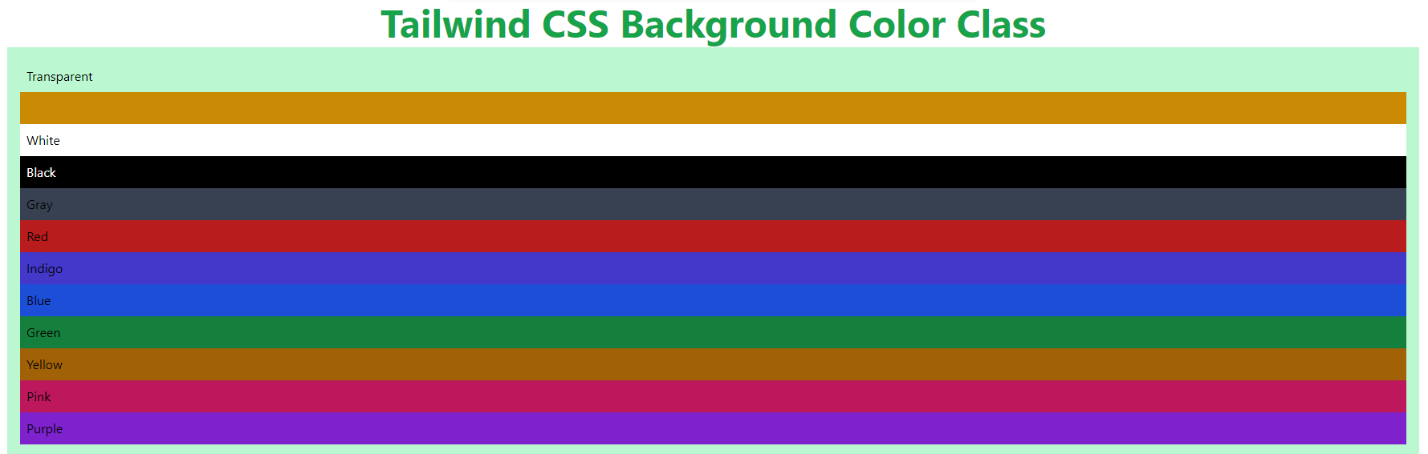 Tailwind CSS Background Color Class
Transparent
White
Black
Gray
Red
Indigo
Blue
Green
Yellow
Pink
Purple